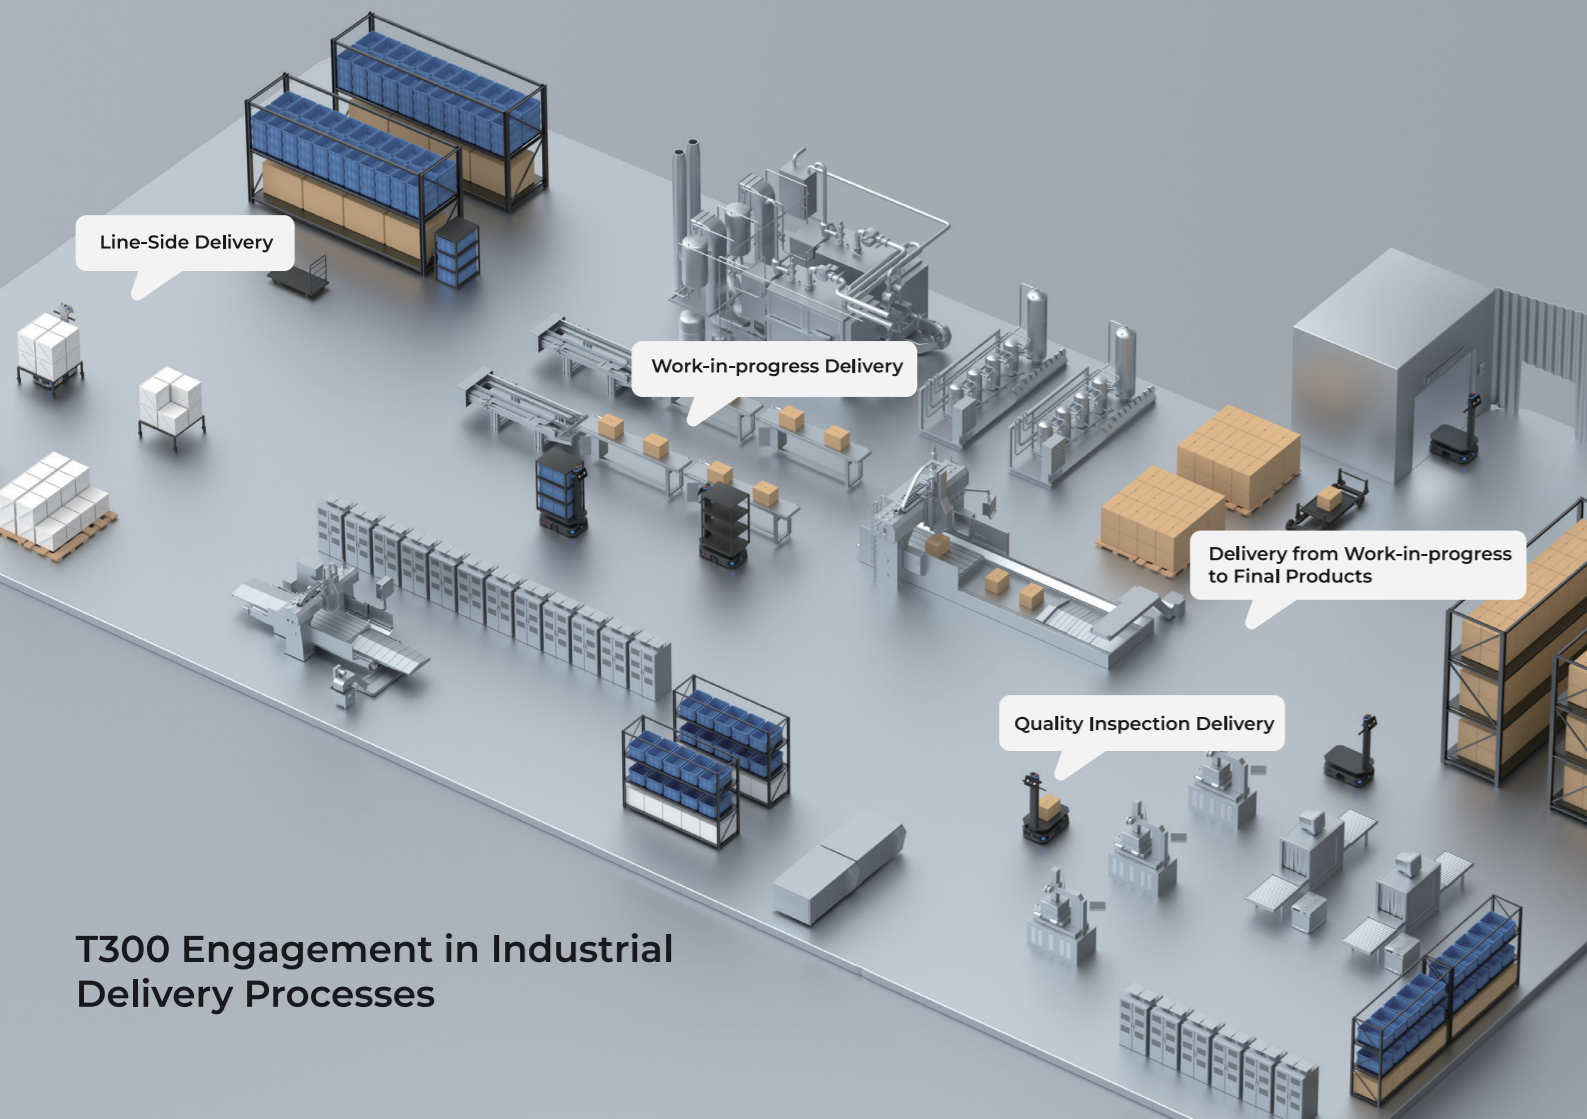 Line-Side Delivery
Work-in-progress Delivery
Delivery from Work-in-progress
to Final Products
Quality Inspection Delivery
T300 Engagement in Industrial
Delivery Processes